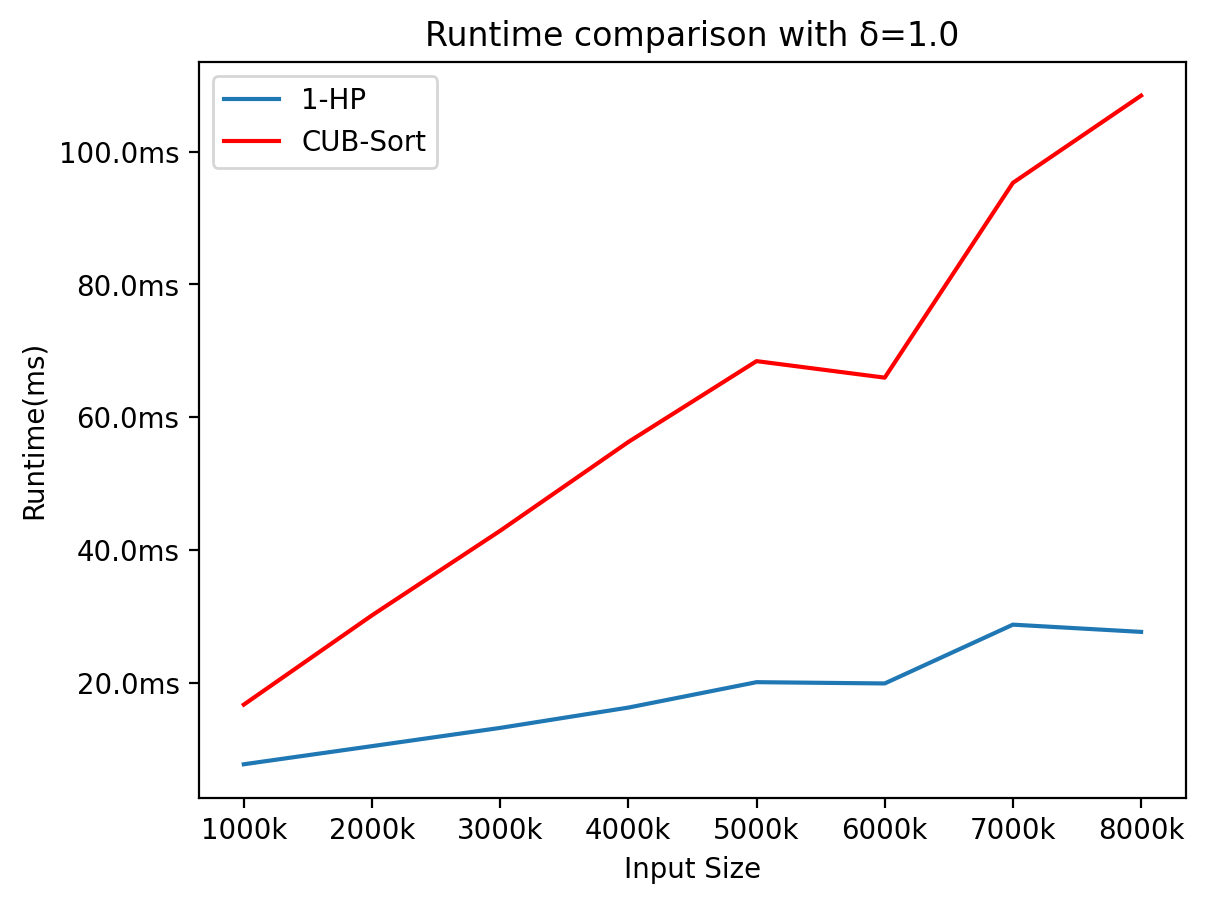 Runtime comparison with δ=1.0
1-HP
CUB-Sort
100.0ms
80.0ms
60.0ms
40.0ms
20.0ms
Runtime(ms)
1000k 2000k 3000k 4000k 5000k 6000k 7000k 8000k
Input Size